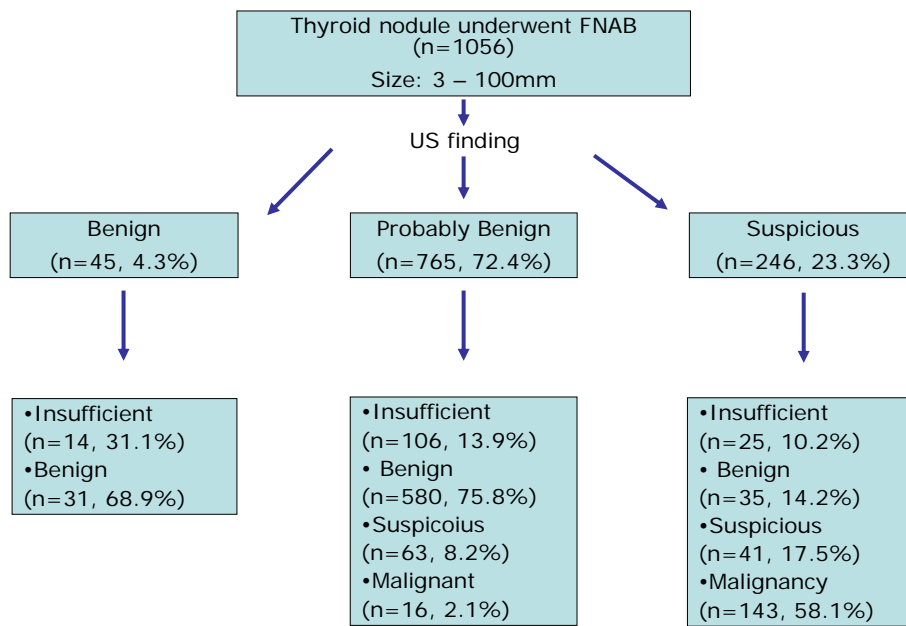 Thyroid nodule underwent FNAB
(n=1056)
Size: 3 – 100mm
US finding
Benign
(n=45, 4.3%)
Probably Benign
(n=765, 72.4%)
Suspicious
(n=246, 23.3%)
•Insufficient
(n=14, 31.1%)
•Benign
(n=31, 68.9%)
•Insufficient
(n=106, 13.9%)
• Benign
(n=580, 75.8%)
•Suspicoius
(n=63, 8.2%)
•Malignant
(n=16, 2.1%)
•Insufficient
(n=25, 10.2%)
• Benign
(n=35, 14.2%)
•Suspicious
(n=41, 17.5%)
•Malignancy
(n=143, 58.1%)